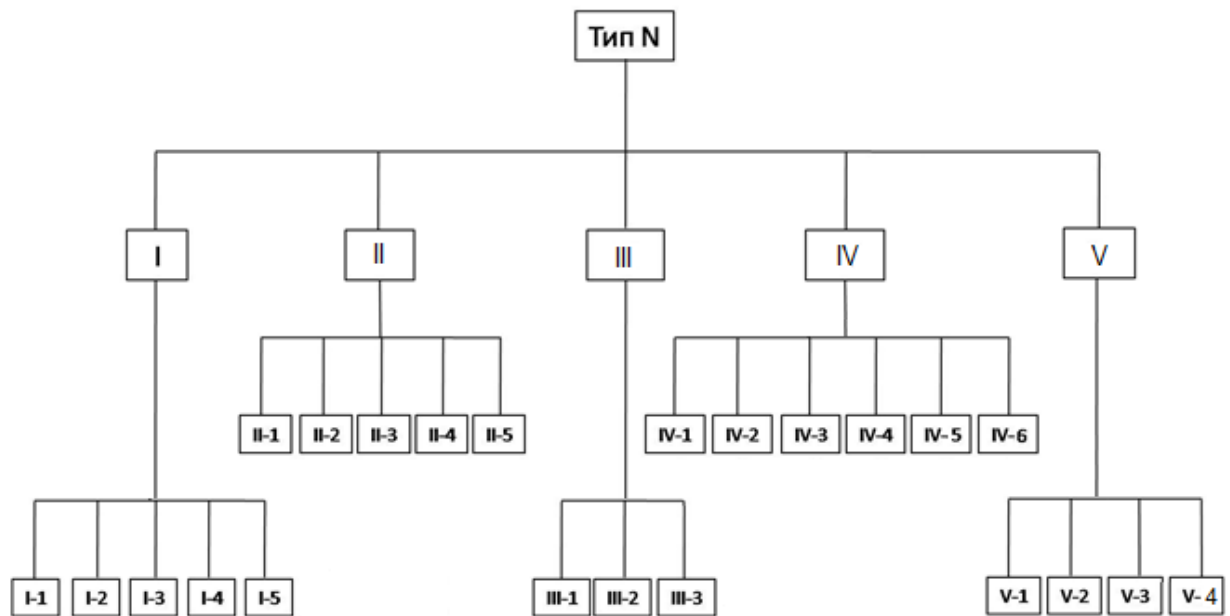 Тип N
I
II
III
IV
V
II-1 II-2 II-3 II-4 II-5
IV-1 IV-2 IV-3 IV-4 IV-5 IV-6
I-1 I-2 I-3 I-4 I-5
III-1 III-2 III-3
V-1 V-2 V-3 V-4